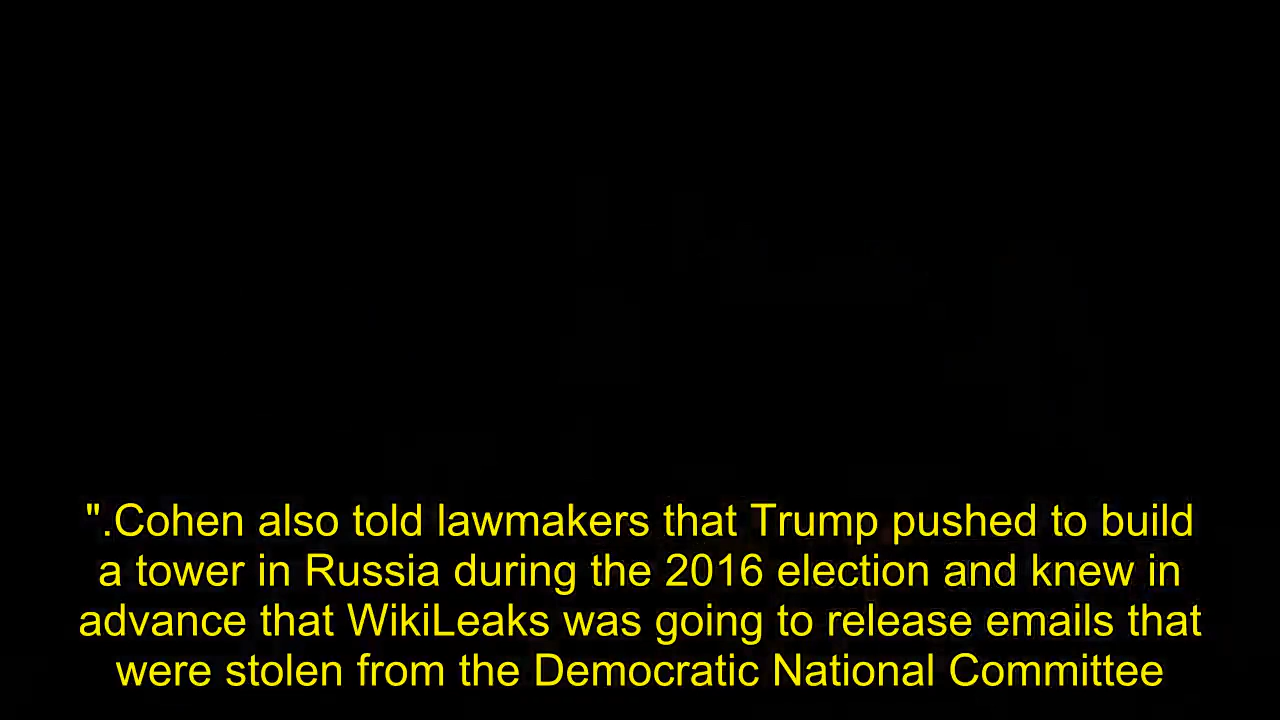 ".Cohen also told lawmakers that Trump pushed to build
a tower in Russia during the 2016 election and knew in
advance that WikiLeaks was going to release emails that
were stolen from the Democratic National Committee